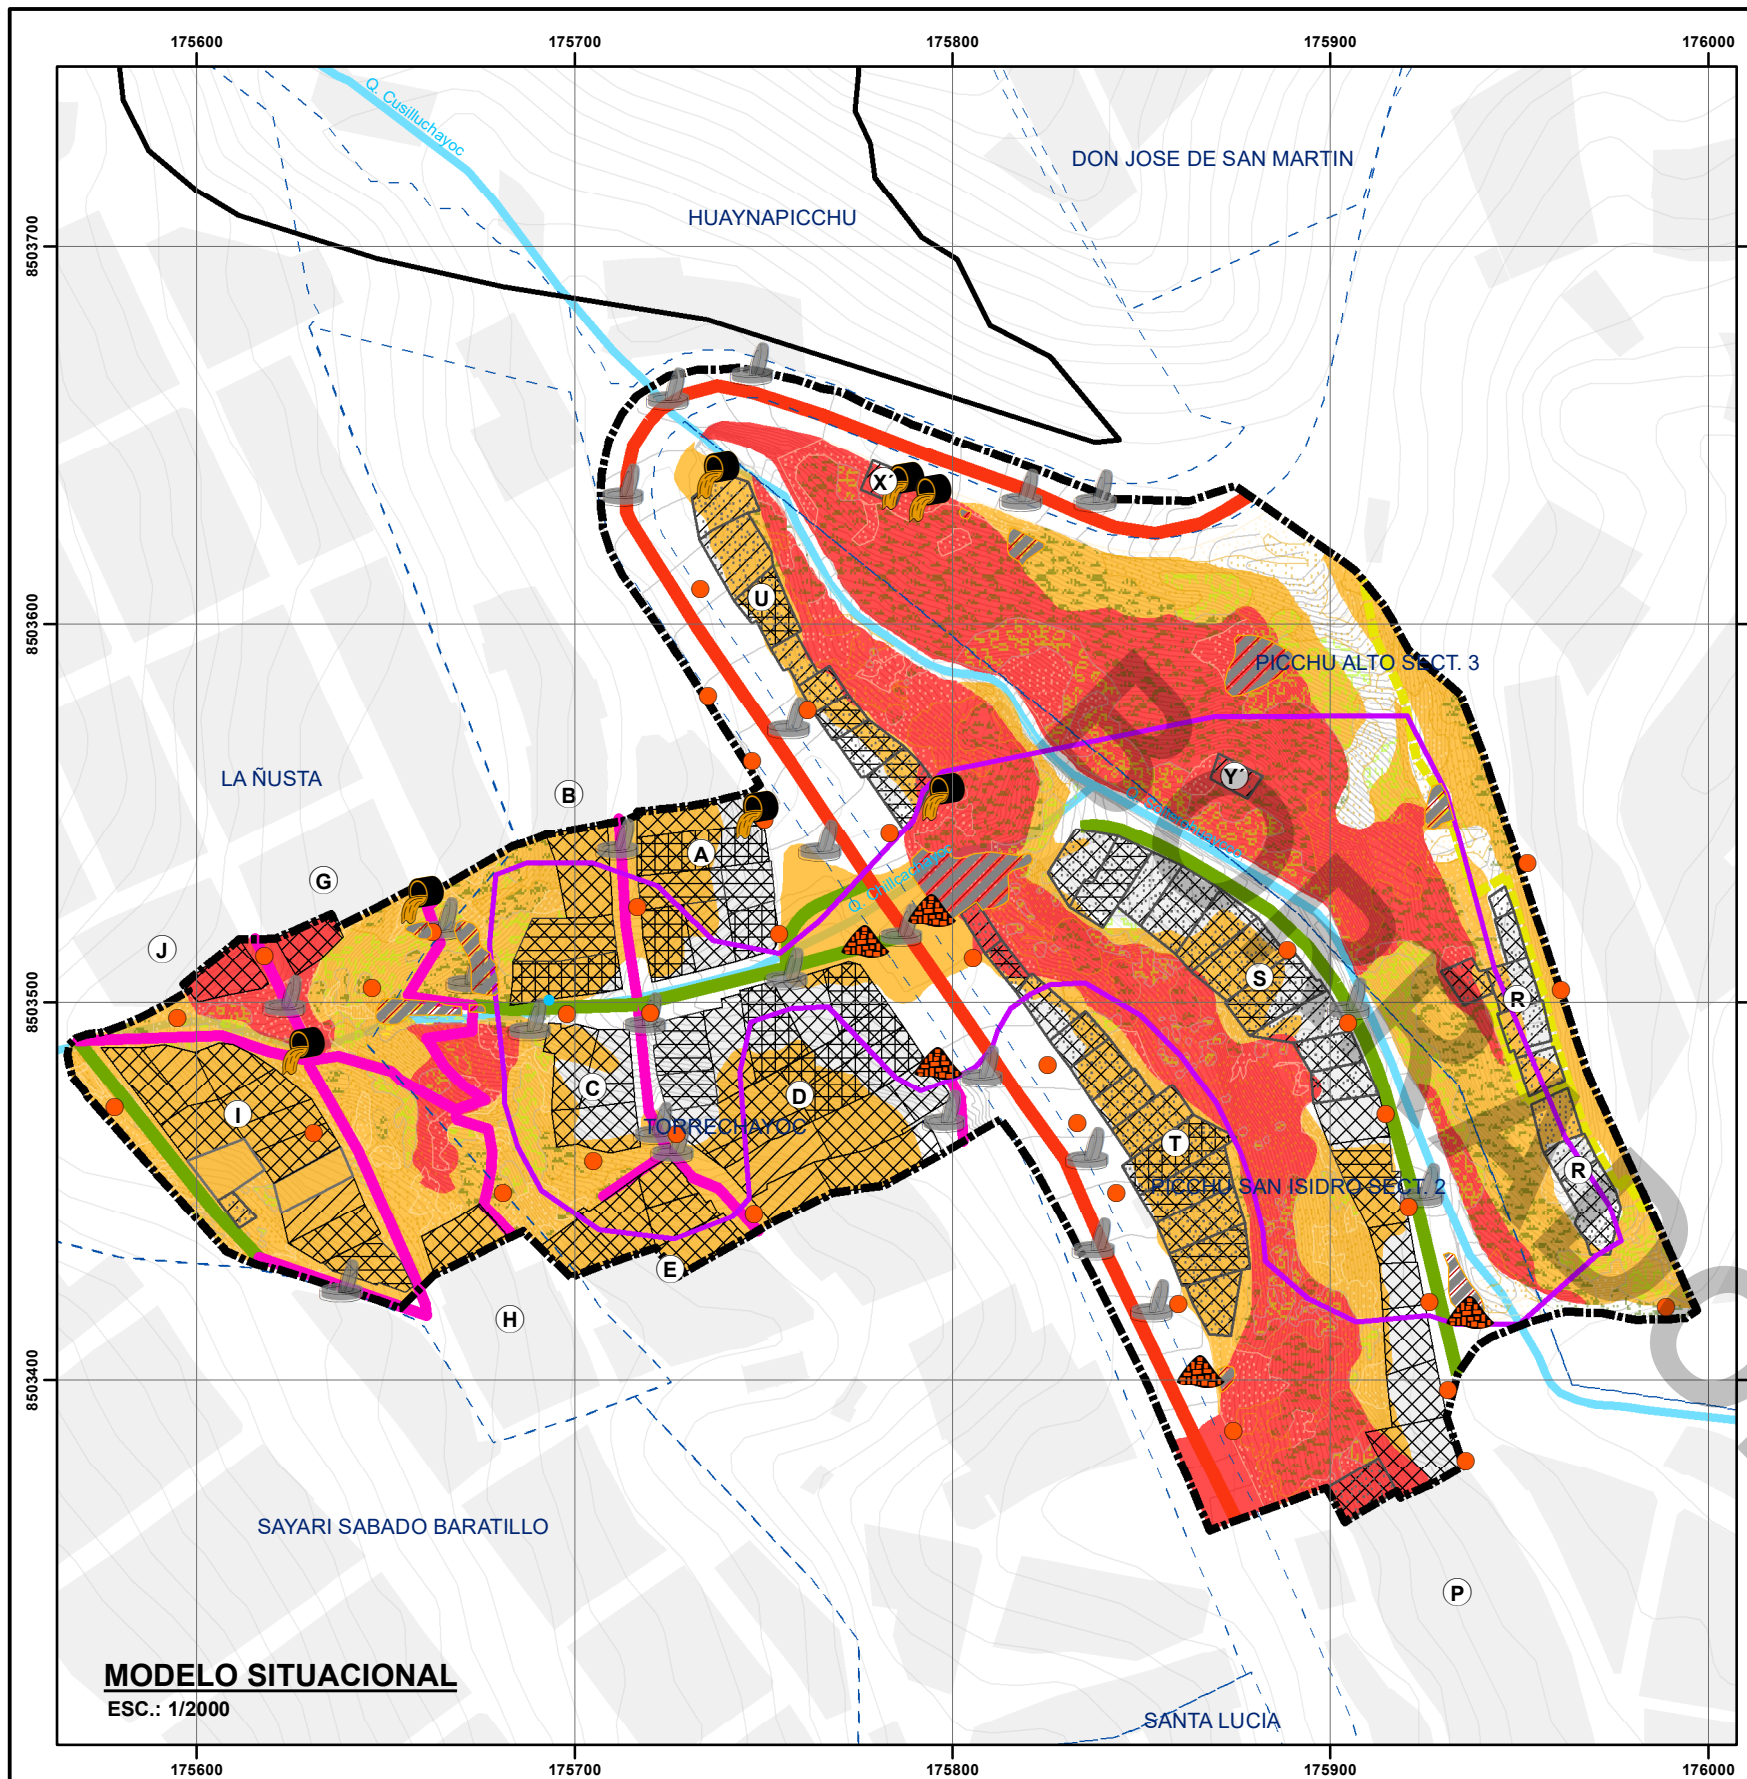 175600 175700 175800 175900 176000
Q. Cusilluchayoc
DON JOSE DE SAN MARTIN
HUAYNAPICCHU
8503700
X´
U
8503600
PICCHU ALTO SECT. 3
LA ÑUSTA
Y´
B
A
G
Q. Chilcachayoc
J
S
8503500
R
C
D
I
TORRECHAYOC
T
R
PICCHU SAN ISIDRO SECT. 2
E
H
8503400
SAYARI SABADO BARATILLO
P
MODELO SITUACIONAL
ESC.: 1/2000
SANTA LUCIA
175600 175700 175800 175900 176000